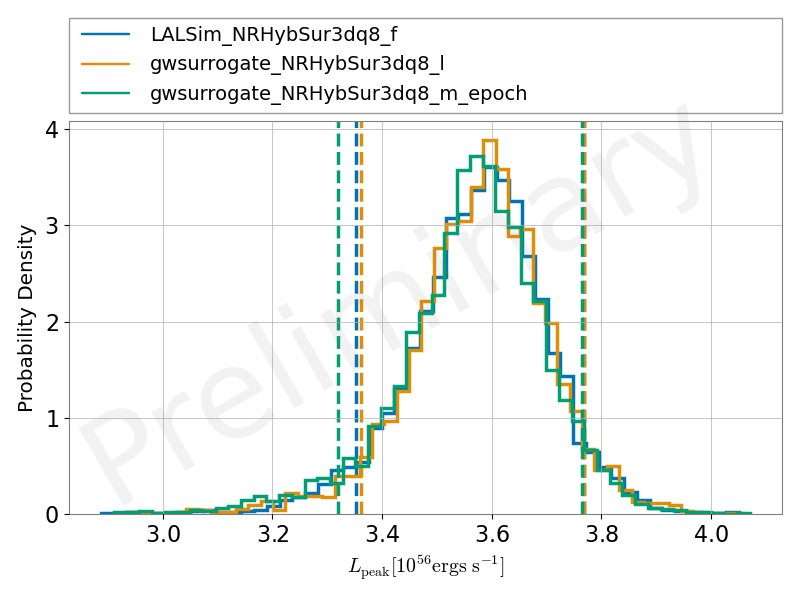 LALSim_NRHybSur3dq8_f
gwsurrogate_NRHybSur3dq8_l
gwsurrogate_NRHybSur3dq8_m_epoch
Preliminary
Probability Density
4
3
2
1
0
3.0 3.2 3.4 3.6 3.8 4.0
L_peak[10^56 ergs s^−1]